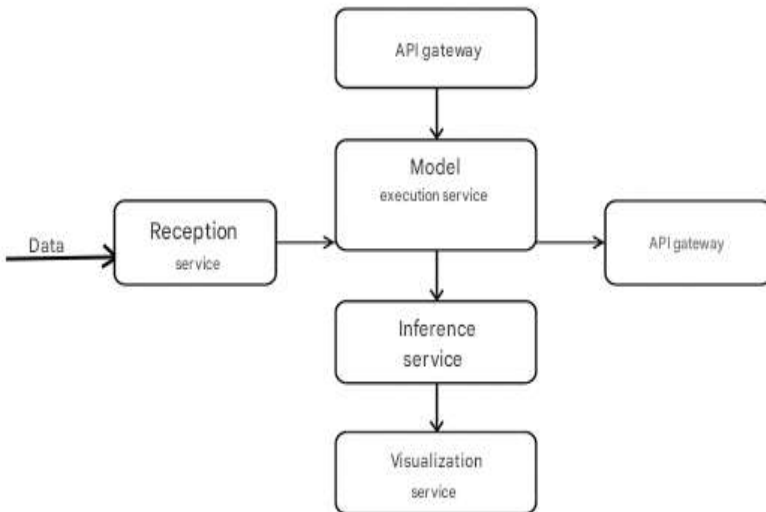 API gateway
Model
execution service
Data
Reception
service
API gateway
Inference
service
Visualization
service